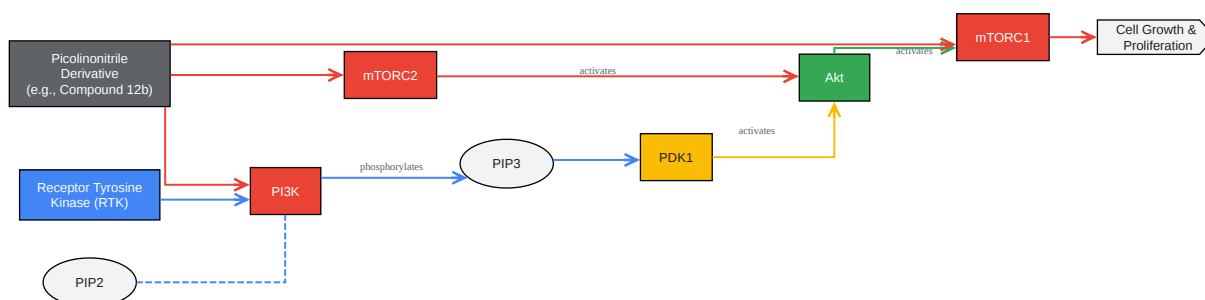 Picolinonitrile
Derivative
(e.g., Compound 12b)
mTORC2
activates
Akt
activates
mTORC1
Cell Growth &
Proliferation
Receptor Tyrosine
Kinase (RTK)
PI3K
phosphorylates
PIP3
PDK1
activates
PIP2